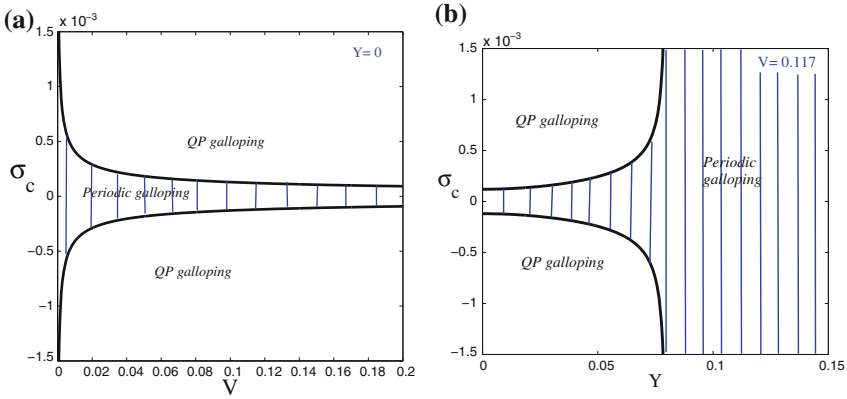 (a)
x 10⁻³
1.5
1
0.5
0
−0.5
−1
−1.5
σc
Y= 0
QP galloping
Periodic galloping
QP galloping
0 0.02 0.04 0.06 0.08 0.1 0.12 0.14 0.16 0.18 0.2
V
(b)
x 10⁻³
1.5
1
0.5
0
−0.5
−1
−1.5
σc
V= 0.117
QP galloping
Periodic
galloping
QP galloping
0 0.05 0.1 0.15
Y